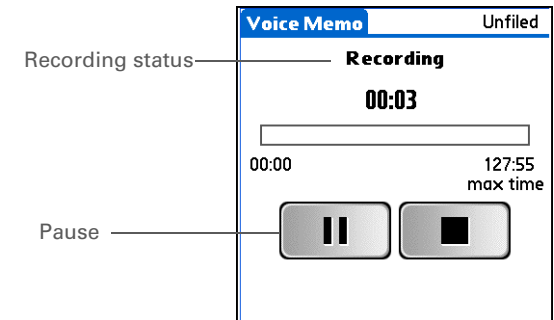 Voice Memo Unfiled
Recording status Recording
00:03
00:00 127:55
max time
Pause